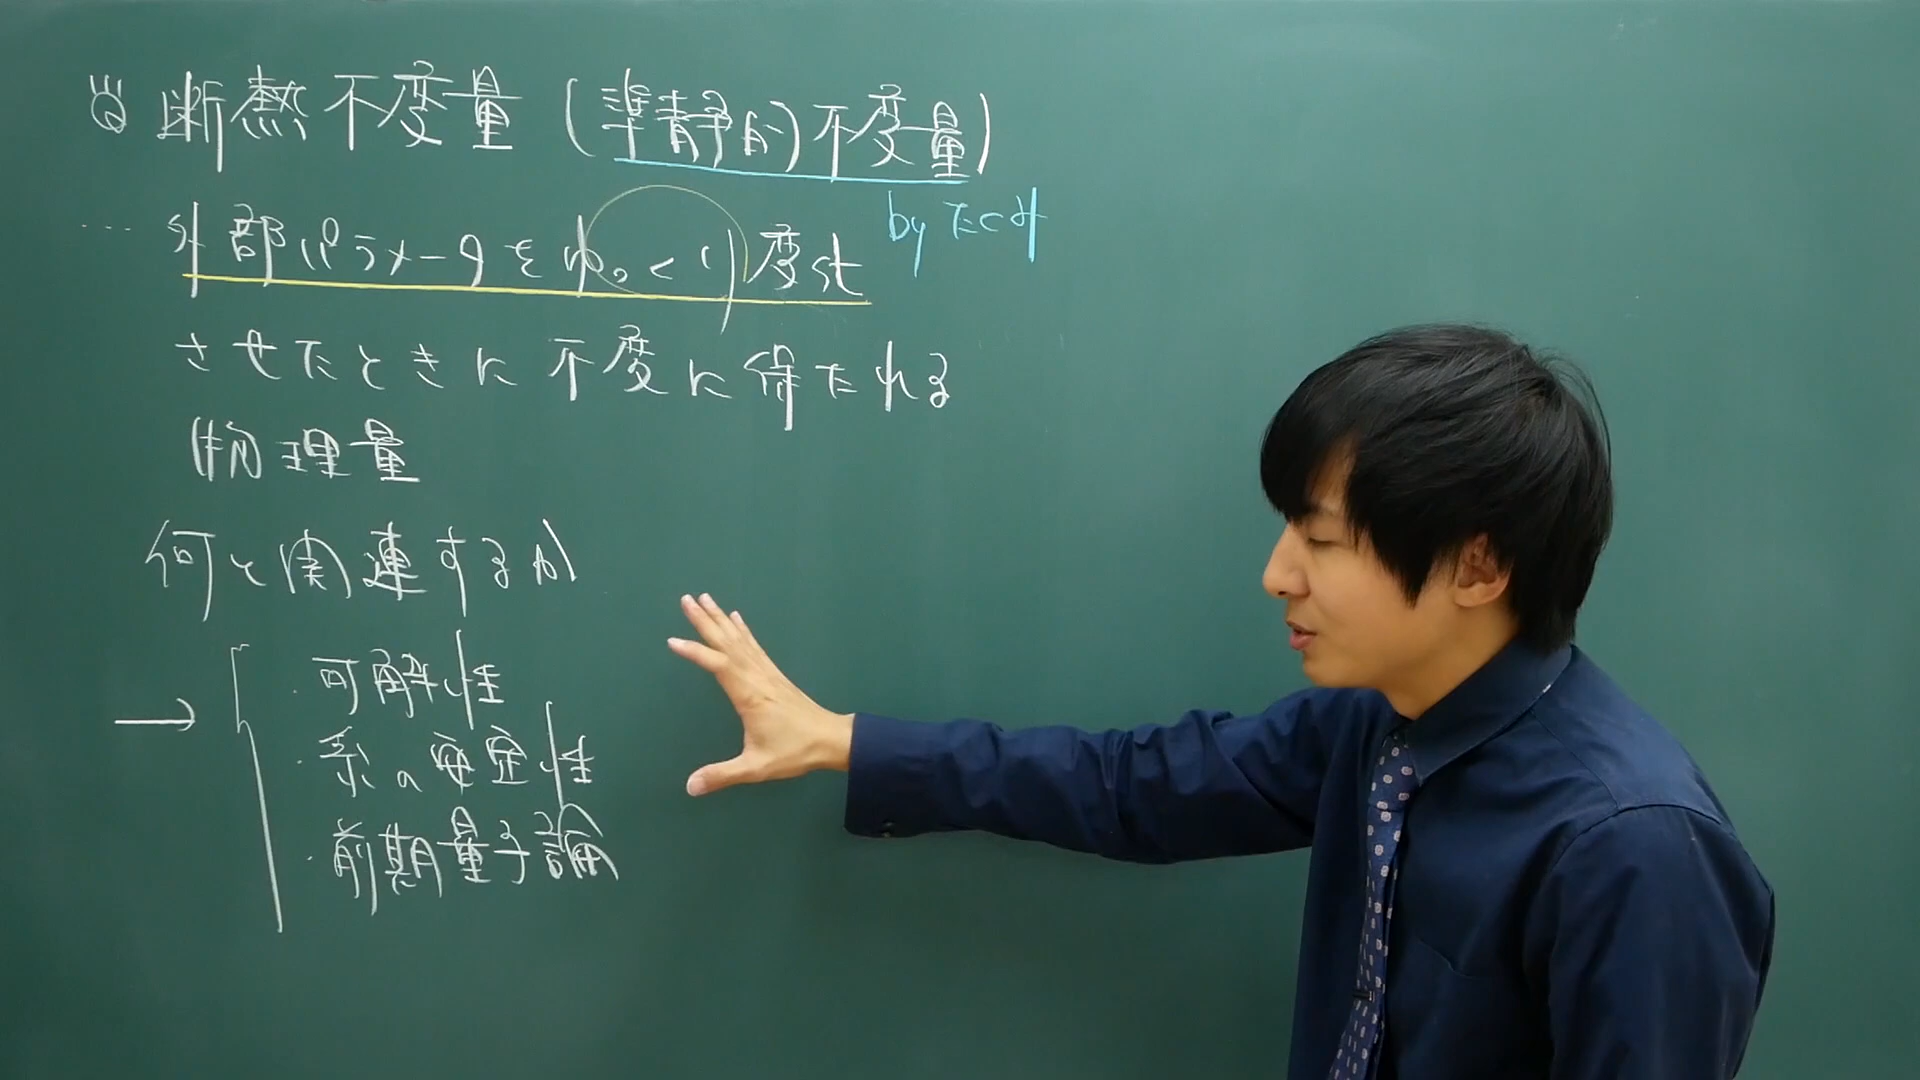 断熱不変量(準静的不変量)
by たくみ
… 外部パラメータをゆっくり変化
させたときに不変に保たれる
物理量
何と関連するか
→
・可解性
・系の安定性
・前期量子論